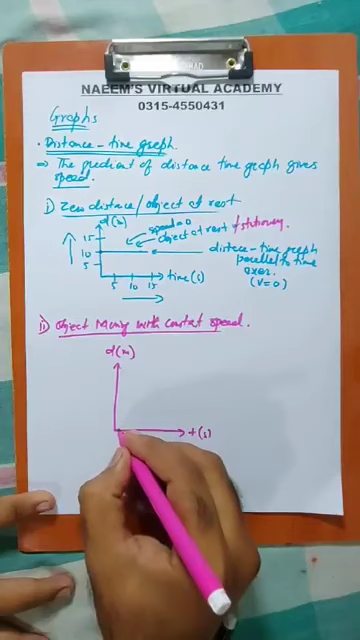 NAEEM'S VIRTUAL ACADEMY
0315-4550431
Graphs
• Distance - time graph.
⇒ The gradient of distance time graph gives
speed.
i) Zero distance / object at rest
d(m)
speed = 0
object at rest / stationary.
15
10
5
5 10 15
time(s)
distance - time graph
parallel to time
axes.
(V = 0)
ii) Object Moving with constant speed.
d(m)
t(s)